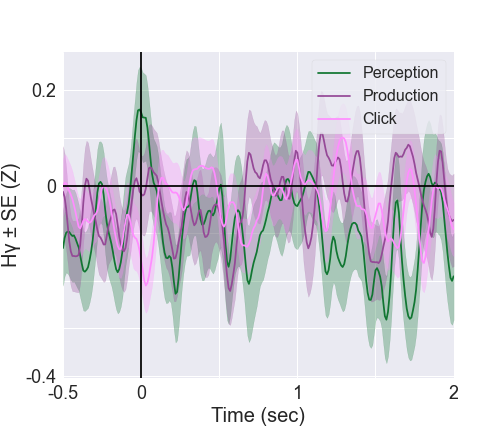 Perception
Production
Click
Hγ ± SE (Z)
0.2
0
-0.4
-0.5
0
1
2
Time (sec)